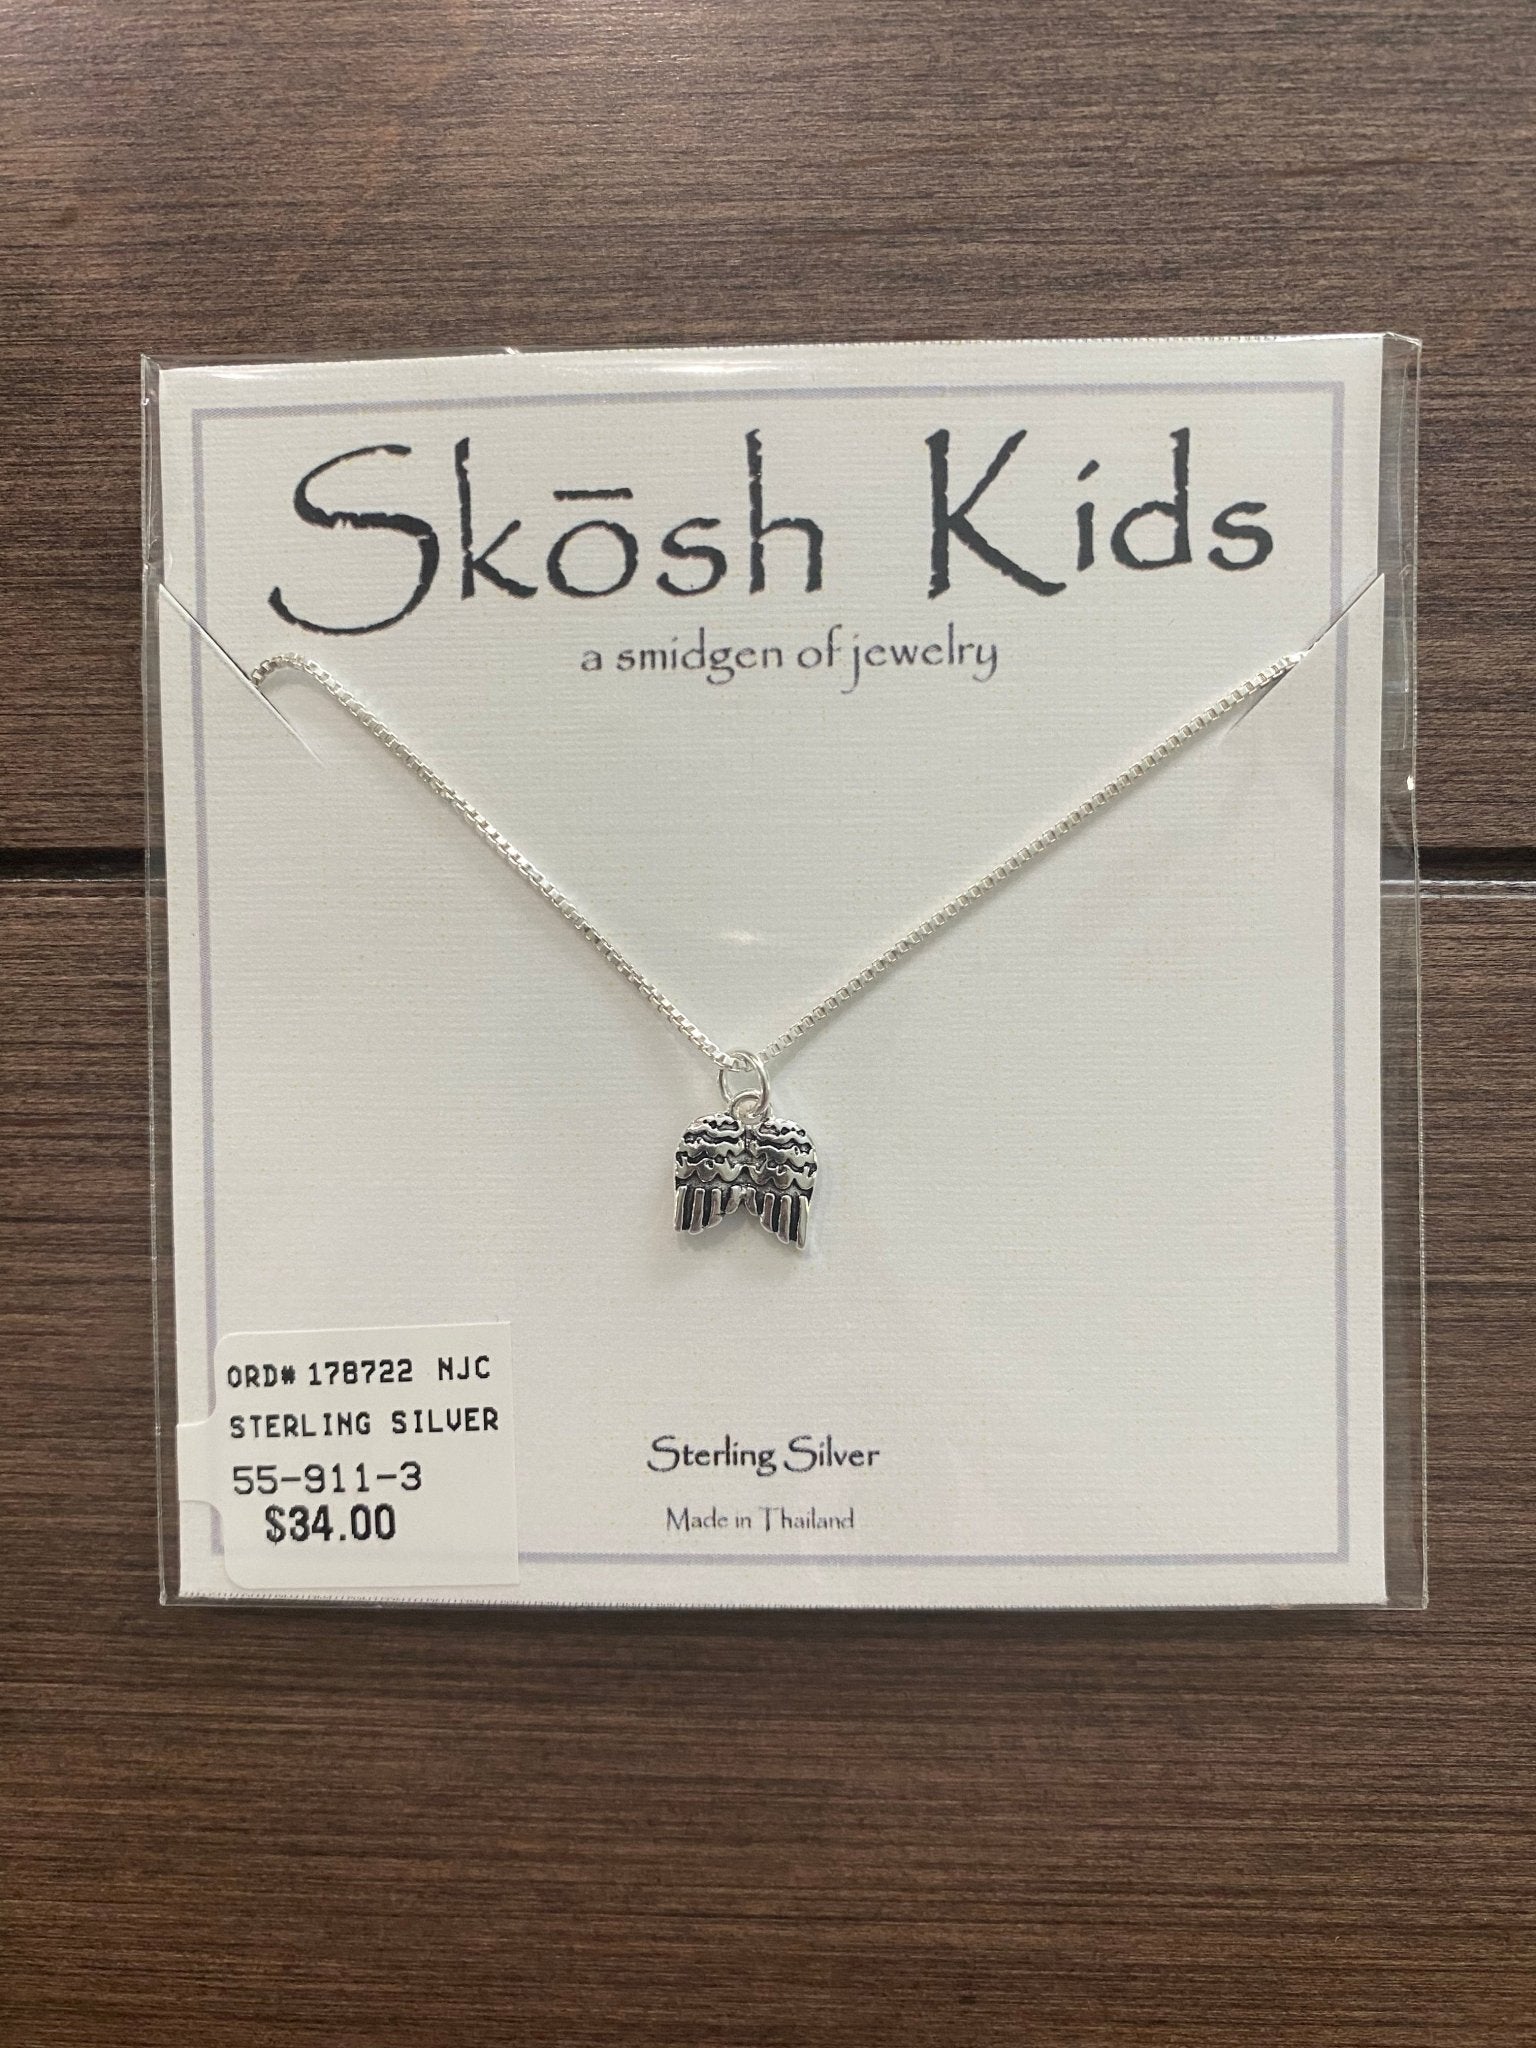 Skōsh Kids
a smidgen of jewelry
ORD# 178722 NJC
STERLING SILVER
55-911-3
$34.00
Sterling Silver
Made in Thailand